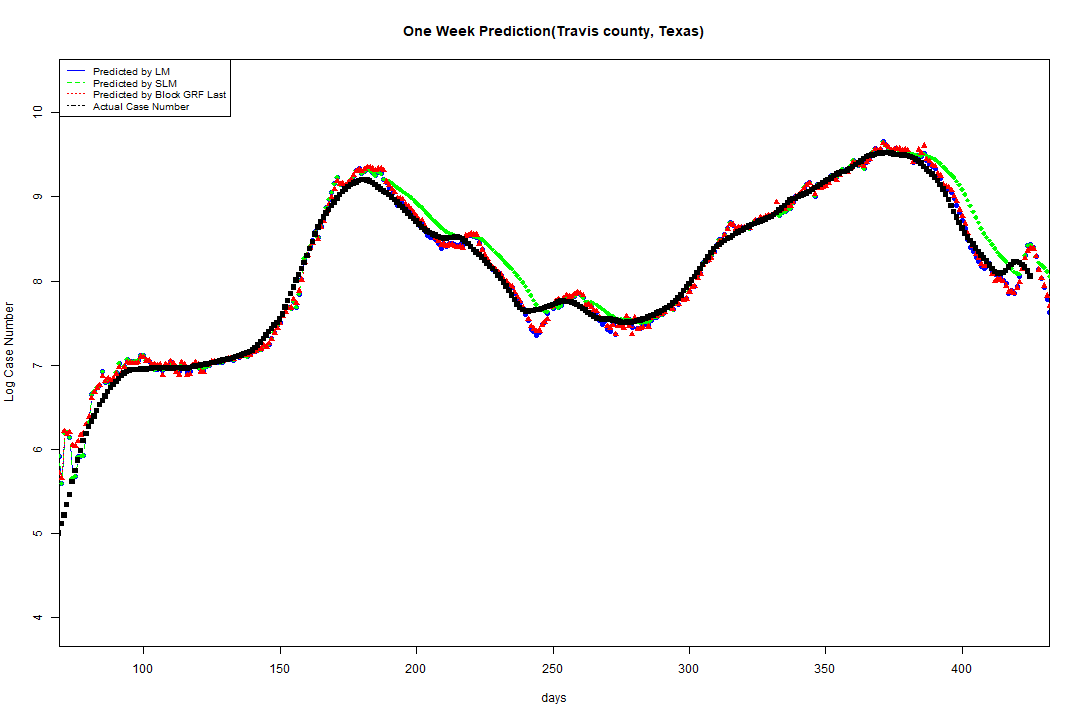 One Week Prediction(Travis county, Texas)
Predicted by LM
Predicted by SLM
Predicted by Block GRF Last
Actual Case Number
10
9
8
7
6
5
4
Log Case Number
100 150 200 250 300 350 400
days